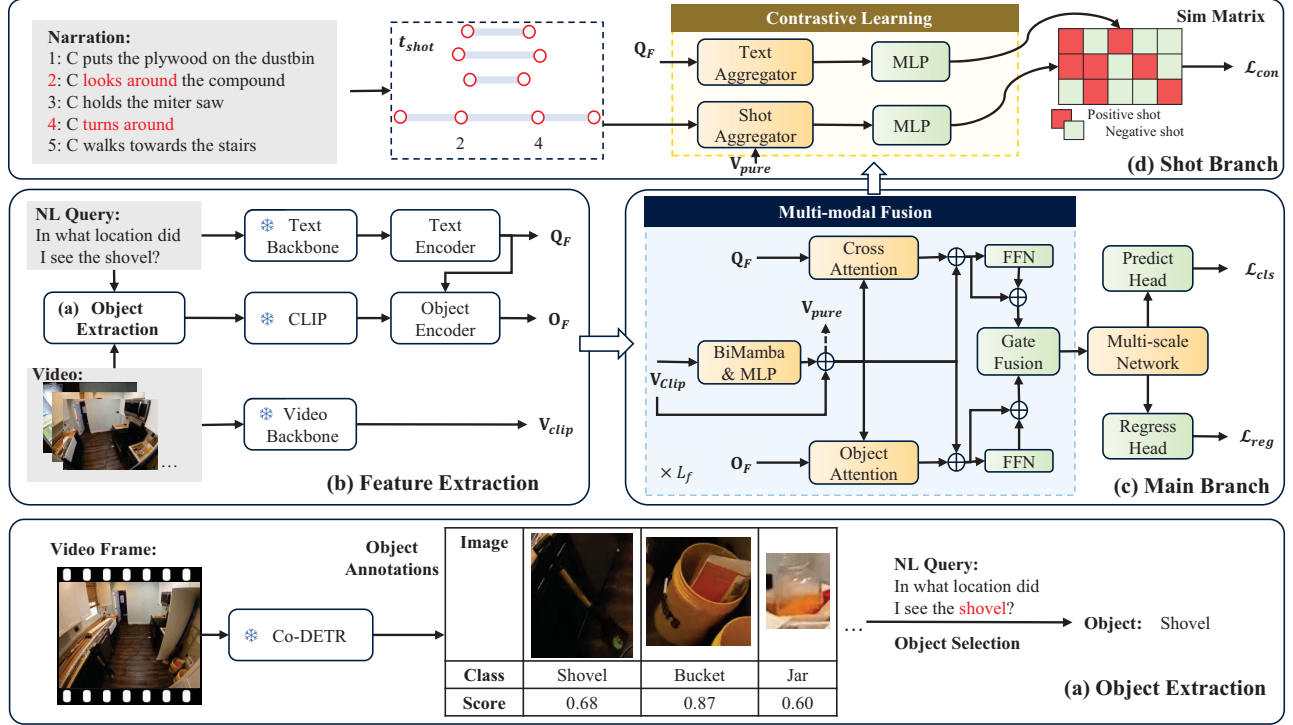 Narration:
1: C puts the plywood on the dustbin
2: C looks around the compound
3: C holds the miter saw
4: C turns around
5: C walks towards the stairs
t_shot
2 4
Contrastive Learning
Q_F
Text Aggregator
MLP
Shot Aggregator
MLP
V_pure
Sim Matrix
ℒ_con
Positive shot
Negative shot
(d) Shot Branch
NL Query:
In what location did
I see the shovel?
Text Backbone
Text Encoder
Q_F
(a) Object Extraction
CLIP
Object Encoder
O_F
Video:
...
Video Backbone
V_clip
(b) Feature Extraction
Multi-modal Fusion
Q_F
Cross Attention
FFN
V_pure
BiMamba & MLP
V_Clip
Gate Fusion
O_F
Object Attention
FFN
× L_f
Predict Head
ℒ_cls
Multi-scale Network
Regress Head
ℒ_reg
(c) Main Branch
Video Frame:
Co-DETR
Object Annotations
Image
Class Shovel Bucket Jar
Score 0.68 0.87 0.60
...
NL Query:
In what location did
I see the shovel?
Object Selection
Object: Shovel
(a) Object Extraction